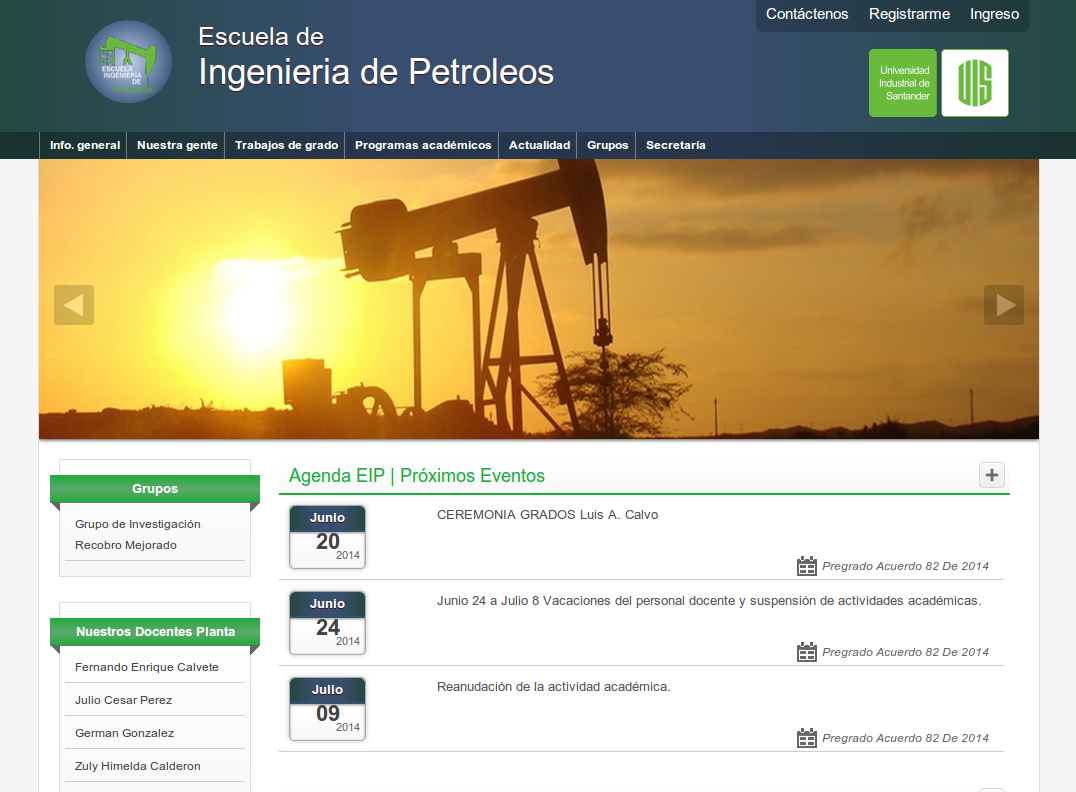 Contáctenos Registrarme Ingreso
ESCUELA
INGENIERIA
DE
PETROLEOS
Escuela de
Ingenieria de Petroleos
Universidad
Industrial de
Santander
UIS
Info. general Nuestra gente Trabajos de grado Programas académicos Actualidad Grupos Secretaría
Grupos
Grupo de Investigación
Recobro Mejorado
Nuestros Docentes Planta
Fernando Enrique Calvete
Julio Cesar Perez
German Gonzalez
Zuly Himelda Calderon
Agenda EIP | Próximos Eventos
Junio
20
2014
CEREMONIA GRADOS Luis A. Calvo
Pregrado Acuerdo 82 De 2014
Junio
24
2014
Junio 24 a Julio 8 Vacaciones del personal docente y suspensión de actividades académicas.
Pregrado Acuerdo 82 De 2014
Julio
09
2014
Reanudación de la actividad académica.
Pregrado Acuerdo 82 De 2014